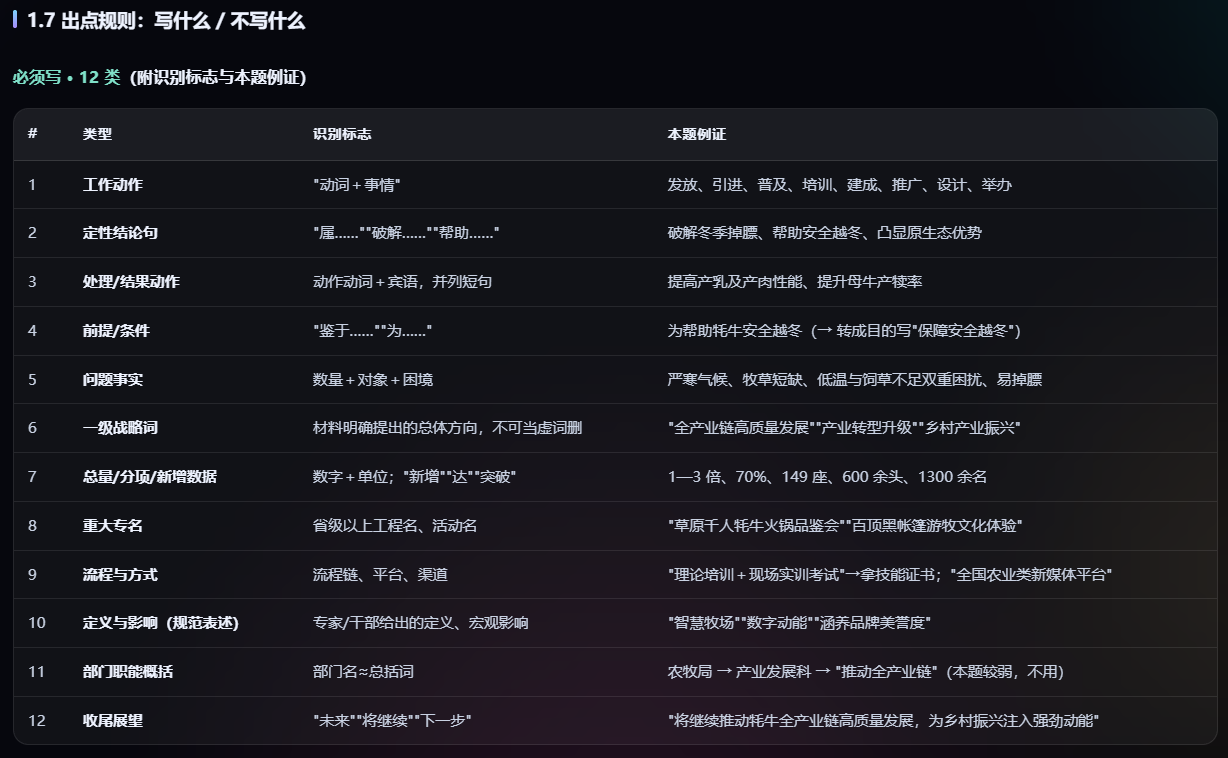 1.7 出点规则：写什么 / 不写什么
必须写 • 12 类 (附识别标志与本题例证)
# 类型 识别标志 本题例证
1 工作动作 "动词 + 事情" 发放、引进、普及、培训、建成、推广、设计、举办
2 定性结论句 "属……""破解……""帮助……" 破解冬季掉膘、帮助安全越冬、凸显原生态优势
3 处理/结果动作 动作动词 + 宾语，并列短句 提高产乳及产肉性能、提升母牛产犊率
4 前提/条件 "鉴于……""为……" 为帮助牦牛安全越冬（→ 转成目的写"保障安全越冬"）
5 问题事实 数量 + 对象 + 困境 严寒气候、牧草短缺、低温与饲草不足双重困扰、易掉膘
6 一级战略词 材料明确提出的总体方向，不可当虚词删 "全产业链高质量发展""产业转型升级""乡村产业振兴"
7 总量/分项/新增数据 数字 + 单位；"新增""达""突破" 1—3 倍、70%、149 座、600 余头、1300 余名
8 重大专名 省级以上工程名、活动名 "草原千人牦牛火锅品鉴会""百顶黑帐篷游牧文化体验"
9 流程与方式 流程链、平台、渠道 "理论培训 + 现场实训考试"→拿技能证书；"全国农业类新媒体平台"
10 定义与影响（规范表述） 专家/干部给出的定义、宏观影响 "智慧牧场""数字动能""涵养品牌美誉度"
11 部门职能概括 部门名≈总括词 农牧局 → 产业发展科 → "推动全产业链"（本题较弱，不用）
12 收尾展望 "未来""将继续""下一步" "将继续推动牦牛全产业链高质量发展，为乡村振兴注入强劲动能"